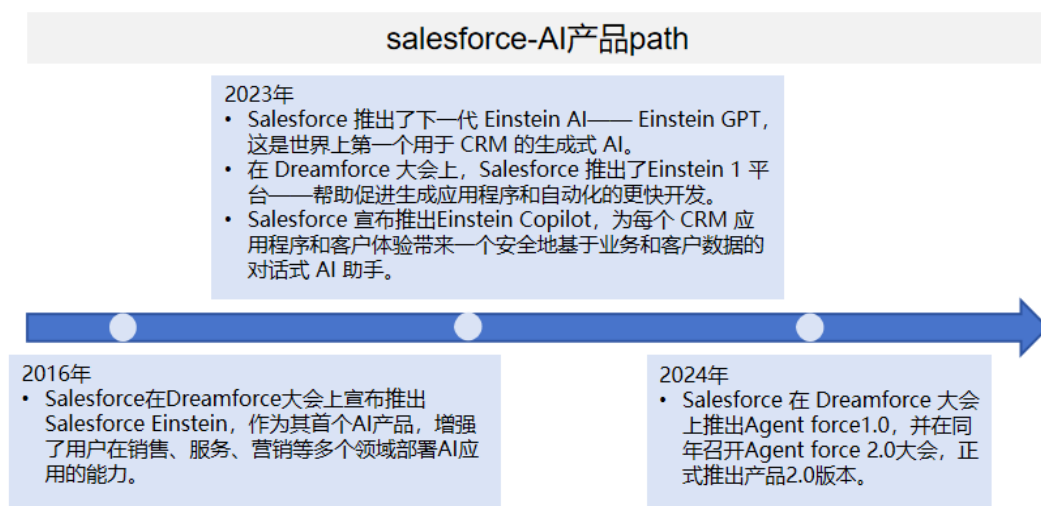 salesforce-AI产品path
2023年
• Salesforce 推出了下一代 Einstein AI—— Einstein GPT，
这是世界上第一个用于 CRM 的生成式 AI。
• 在 Dreamforce 大会上，Salesforce 推出了Einstein 1 平
台——帮助促进生成应用程序和自动化的更快开发。
• Salesforce 宣布推出Einstein Copilot，为每个 CRM 应
用程序和客户体验带来一个安全地基于业务和客户数据的
对话式 AI 助手。
2016年
• Salesforce在Dreamforce大会上宣布推出
Salesforce Einstein，作为其首个AI产品，增强
了用户在销售、服务、营销等多个领域部署AI应
用的能力。
2024年
• Salesforce 在 Dreamforce 大会
上推出Agent force1.0，并在同
年召开Agent force 2.0大会，正
式推出产品2.0版本。